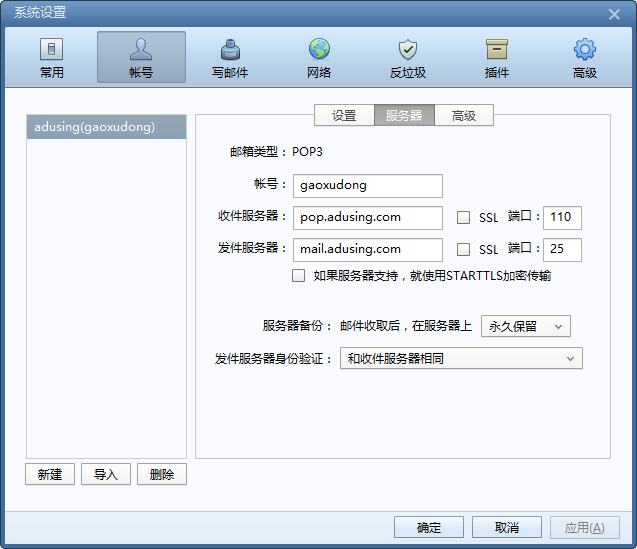 系统设置
常用 帐号 写邮件 网络 反垃圾 插件 高级
adusing(gaoxudong)
设置 服务器 高级
邮箱类型： POP3
帐号： gaoxudong
收件服务器： pop.adusing.com SSL 端口： 110
发件服务器： mail.adusing.com SSL 端口： 25
如果服务器支持，就使用STARTTLS加密传输
服务器备份： 邮件收取后，在服务器上 永久保留
发件服务器身份验证： 和收件服务器相同
新建 导入 删除
确定 取消 应用(A)